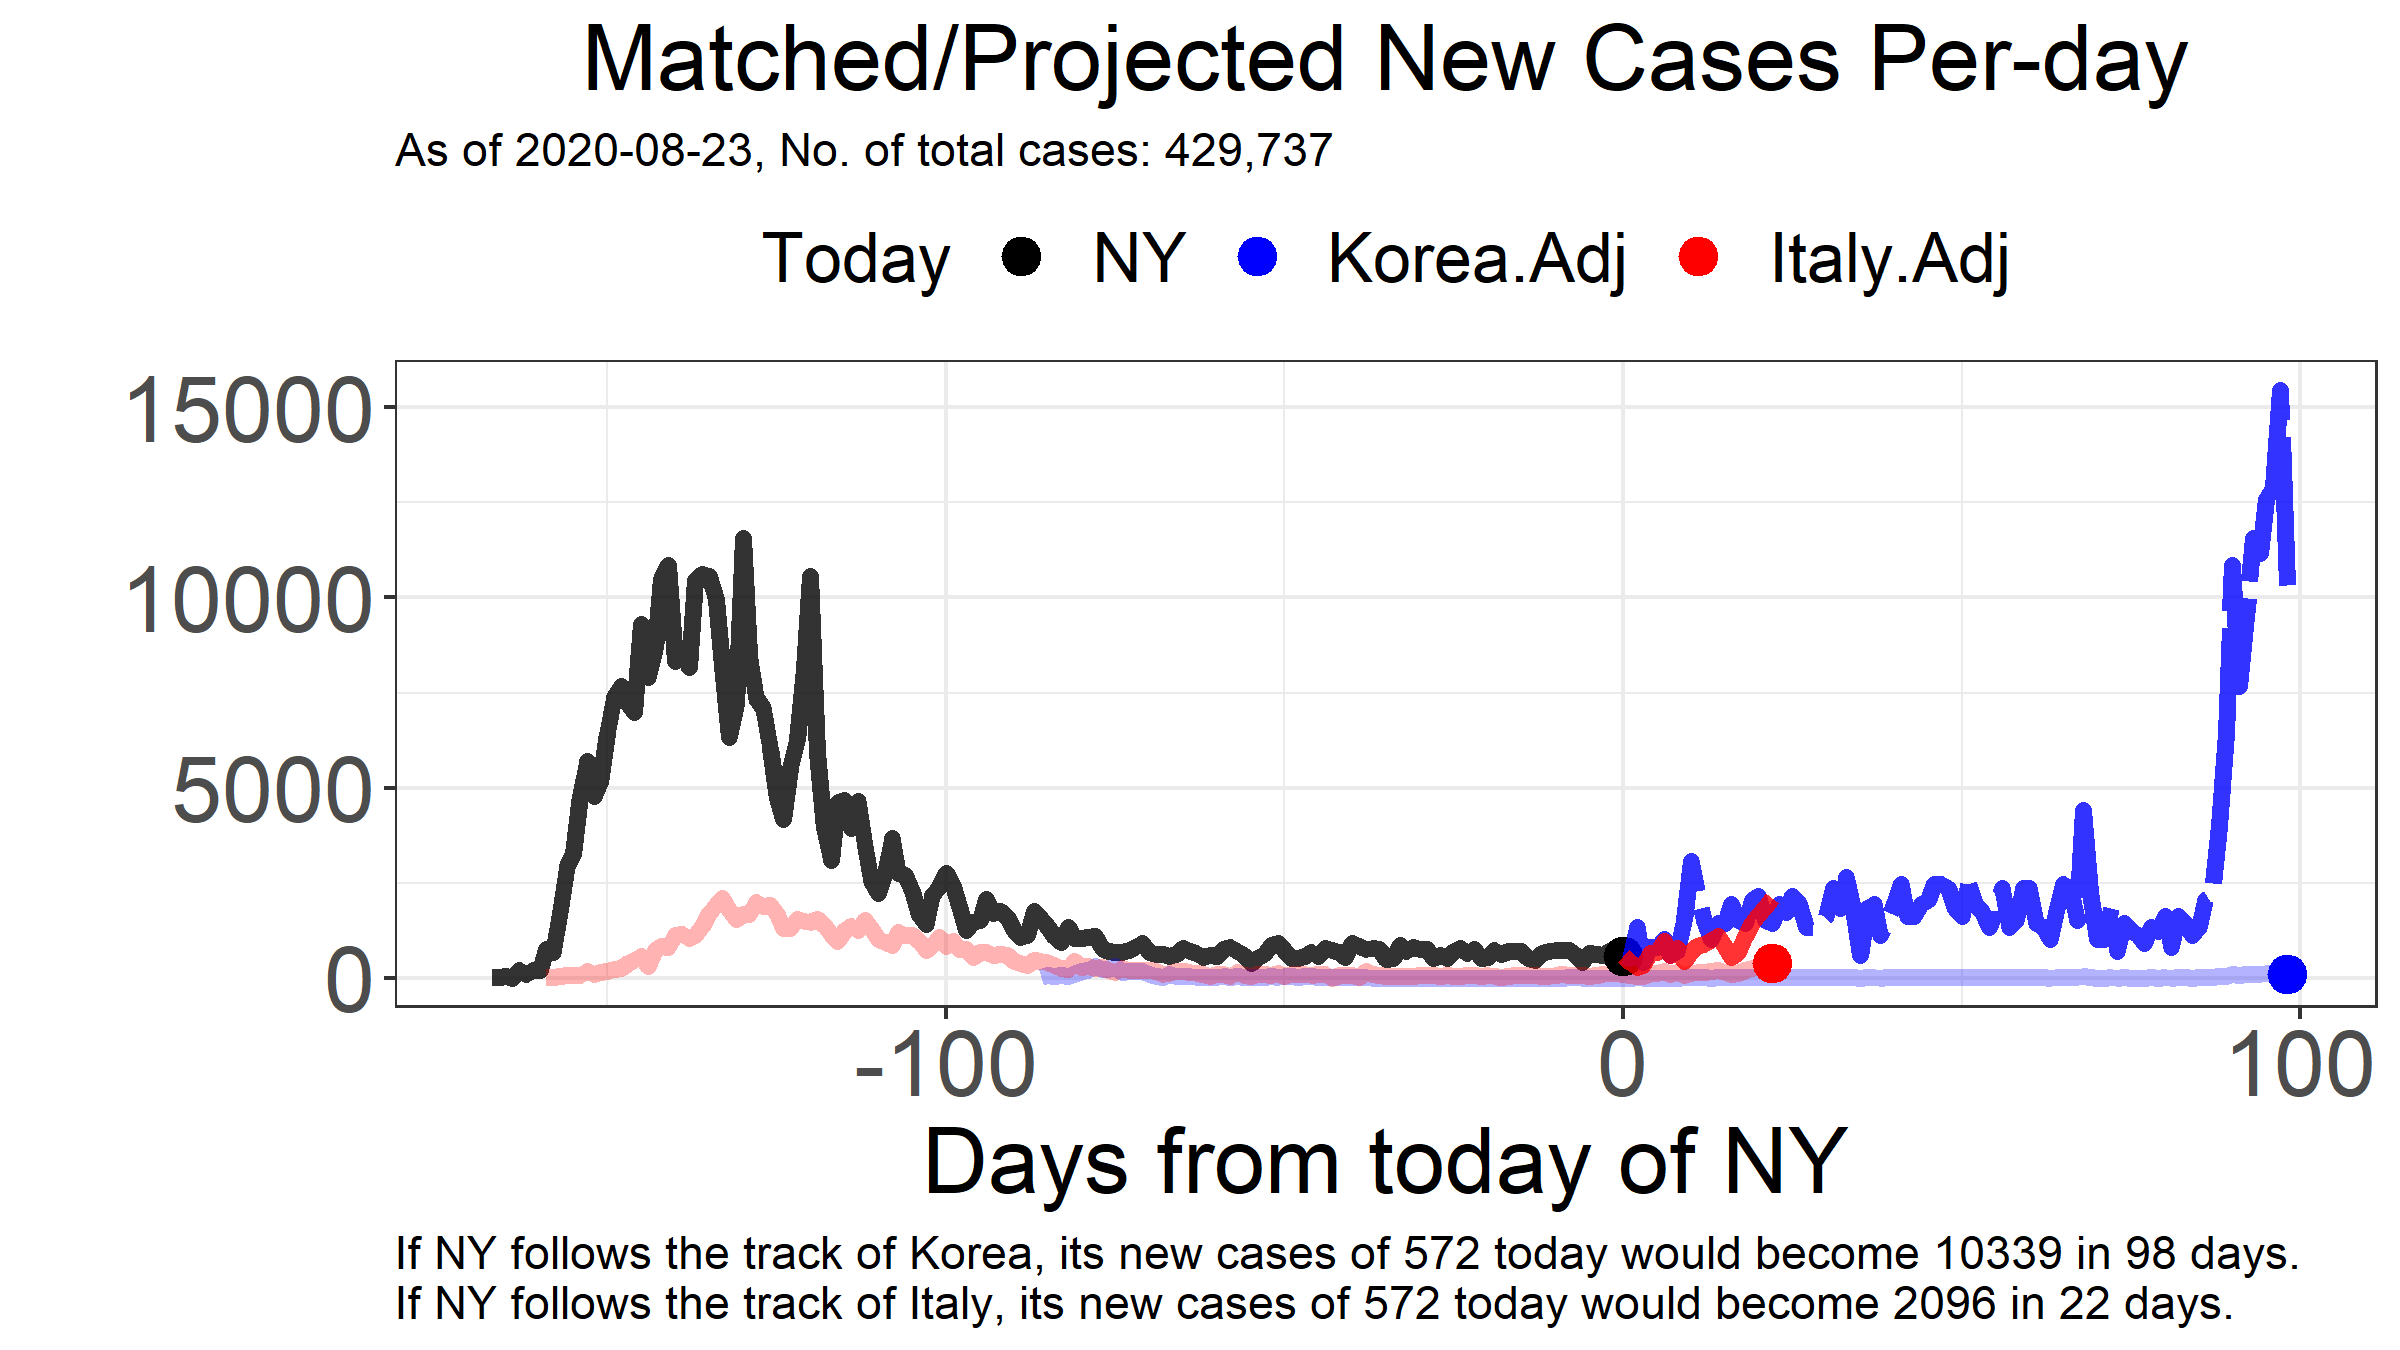 Matched/Projected New Cases Per-day
As of 2020-08-23, No. of total cases: 429,737
Today NY Korea.Adj Italy.Adj
15000
10000
5000
0
-100 0 100
Days from today of NY
If NY follows the track of Korea, its new cases of 572 today would become 10339 in 98 days.
If NY follows the track of Italy, its new cases of 572 today would become 2096 in 22 days.